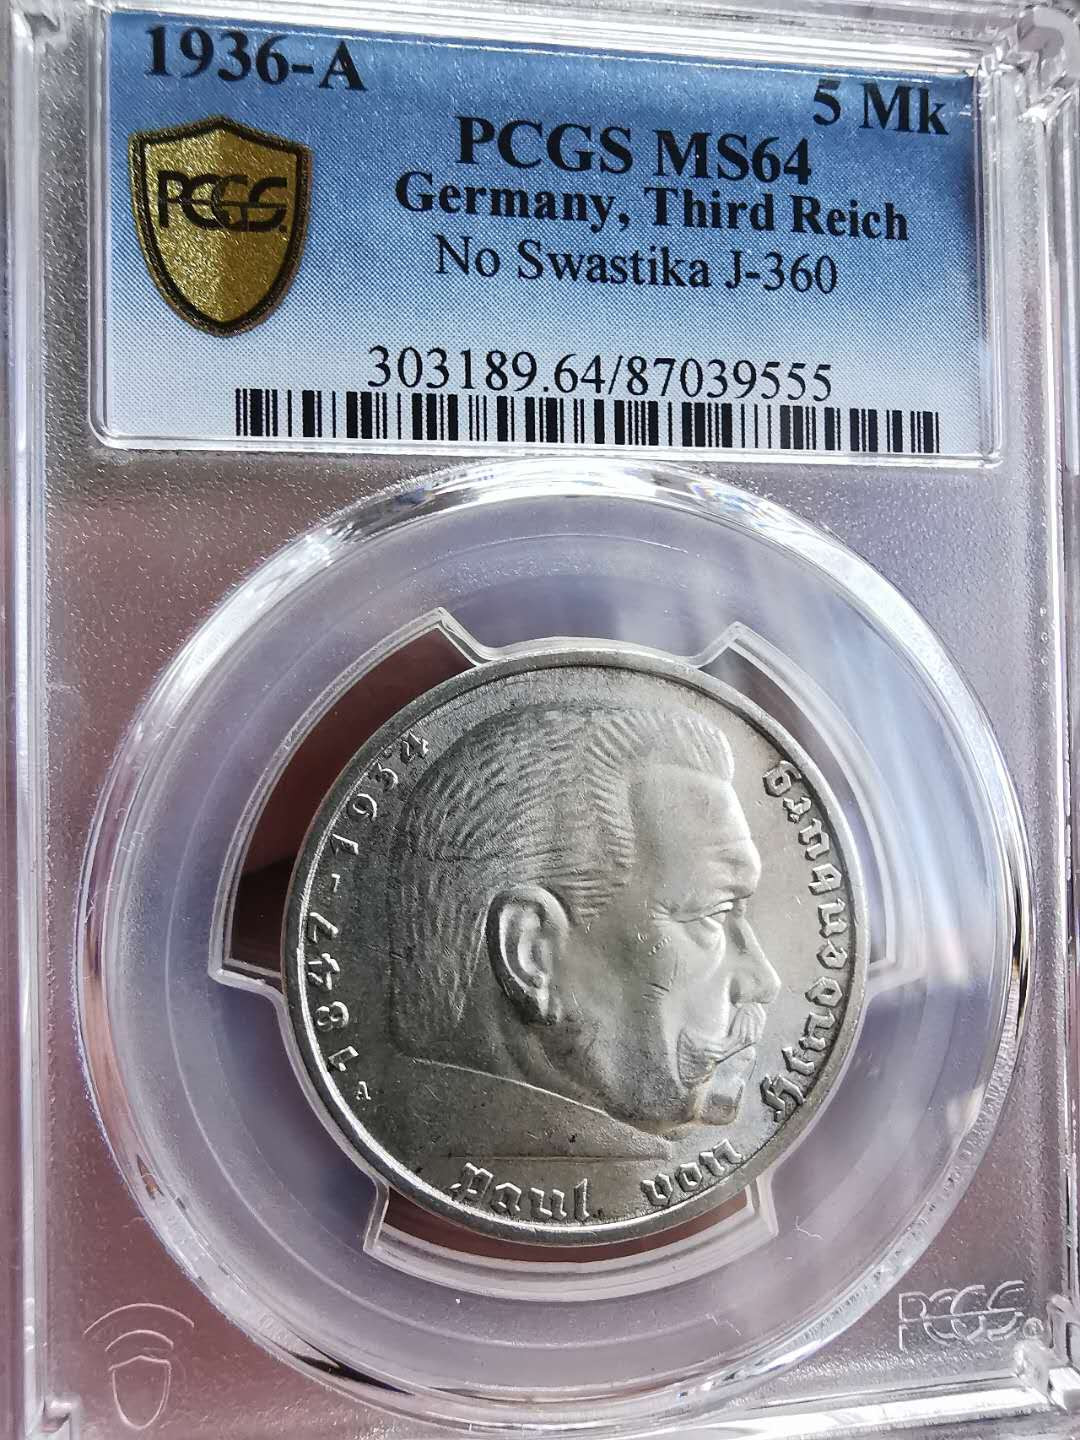 1936-A
5 Mk
PCGS MS64
PCGS
Germany, Third Reich
No Swastika J-360
303189.64/87039555
1847-1934
A
Paul von Hindenburg
PCGS